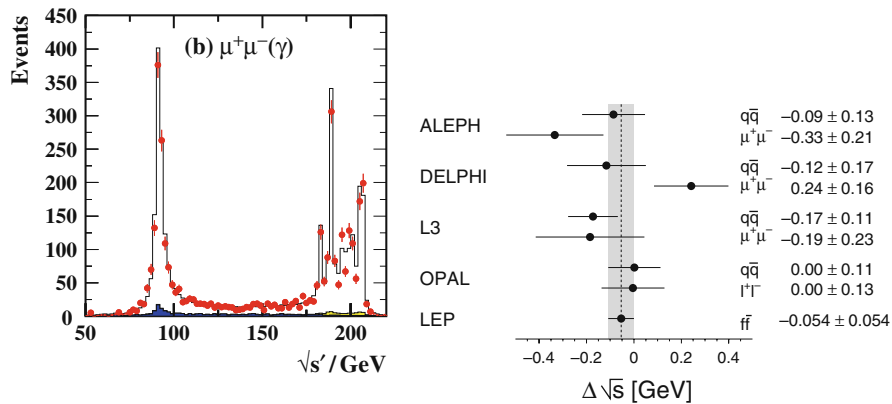 (b) μ⁺μ⁻(γ)
Events
450
400
350
300
250
200
150
100
50
0
50 100 150 200
√s′/GeV
ALEPH
qq̄ −0.09 ± 0.13
μ⁺μ⁻ −0.33 ± 0.21
DELPHI
qq̄ −0.12 ± 0.17
μ⁺μ⁻ 0.24 ± 0.16
L3
qq̄ −0.17 ± 0.11
μ⁺μ⁻ −0.19 ± 0.23
OPAL
qq̄ 0.00 ± 0.11
l⁺l⁻ 0.00 ± 0.13
LEP
ff̄ −0.054 ± 0.054
−0.4 −0.2 0 0.2 0.4
Δ√s [GeV]